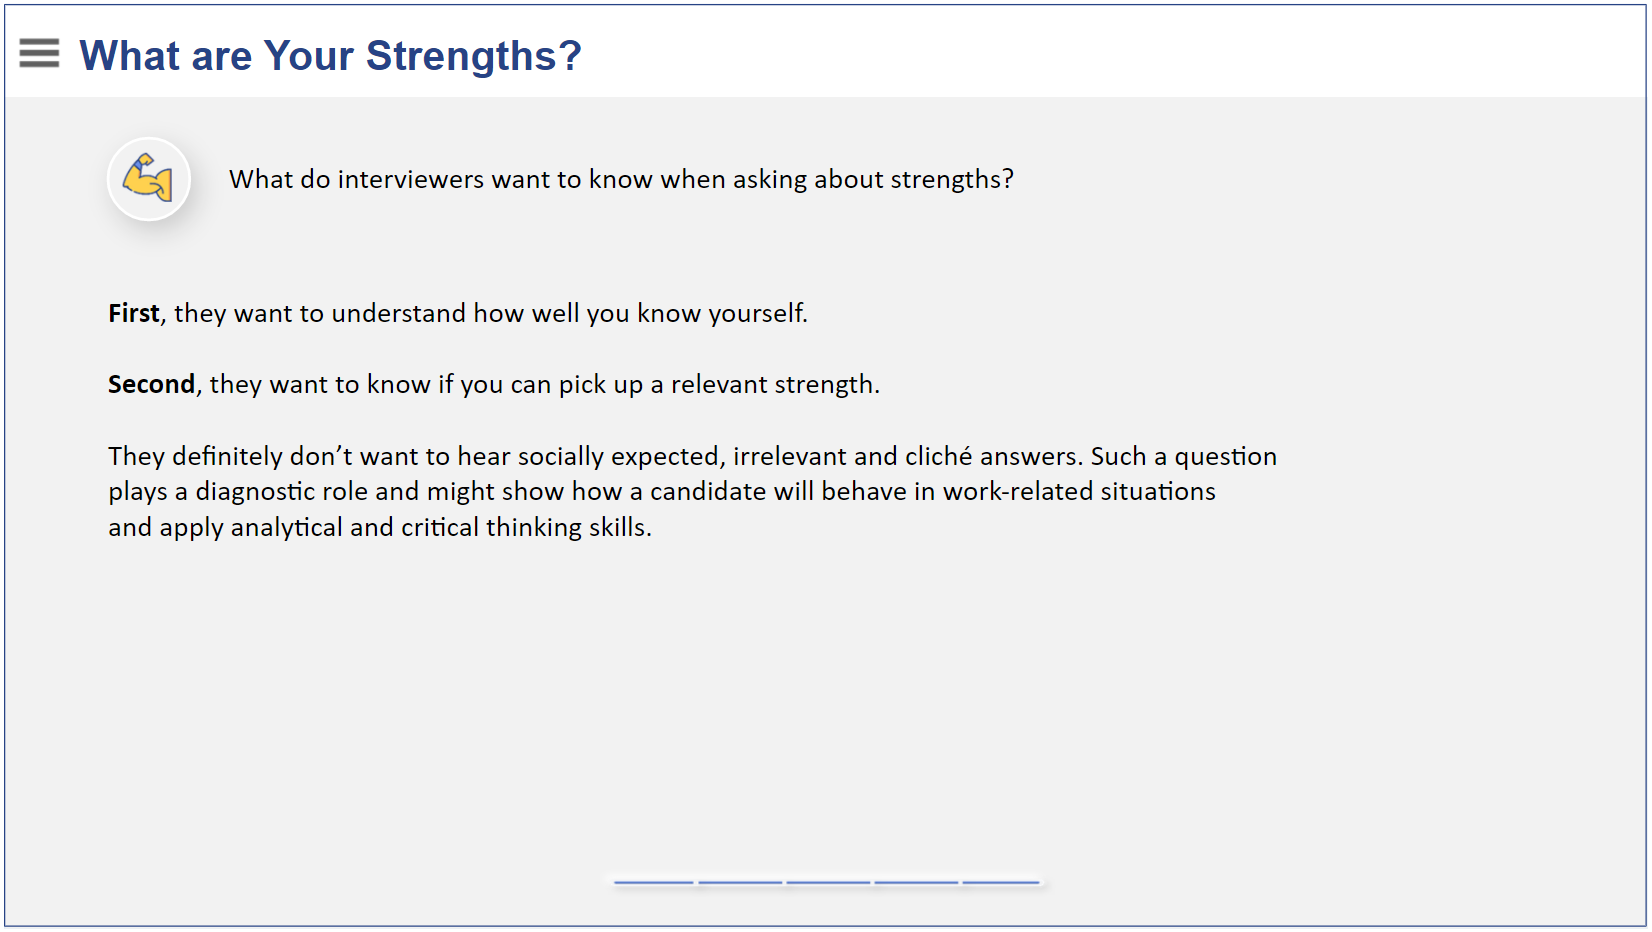 What are Your Strengths?
What do interviewers want to know when asking about strengths?
First, they want to understand how well you know yourself.
Second, they want to know if you can pick up a relevant strength.
They definitely don’t want to hear socially expected, irrelevant and cliché answers. Such a question
plays a diagnostic role and might show how a candidate will behave in work-related situations
and apply analytical and critical thinking skills.